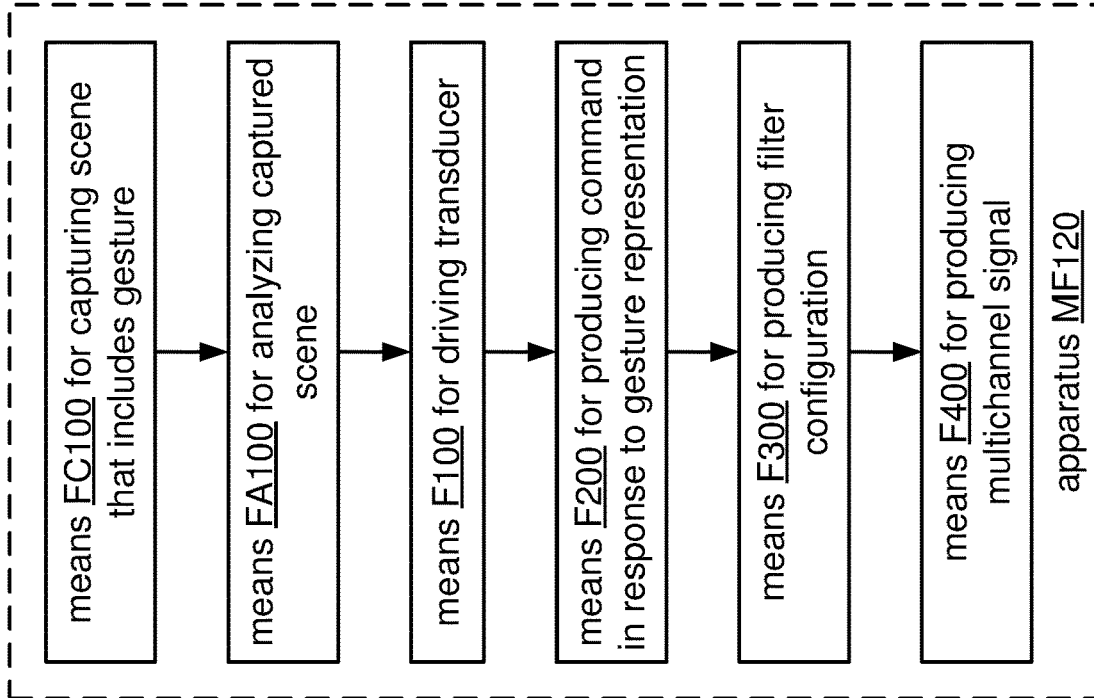 means FC100 for capturing scene
that includes gesture
means FA100 for analyzing captured
scene
means F100 for driving transducer
means F200 for producing command
in response to gesture representation
means F300 for producing filter
configuration
means F400 for producing
multichannel signal
apparatus MF120